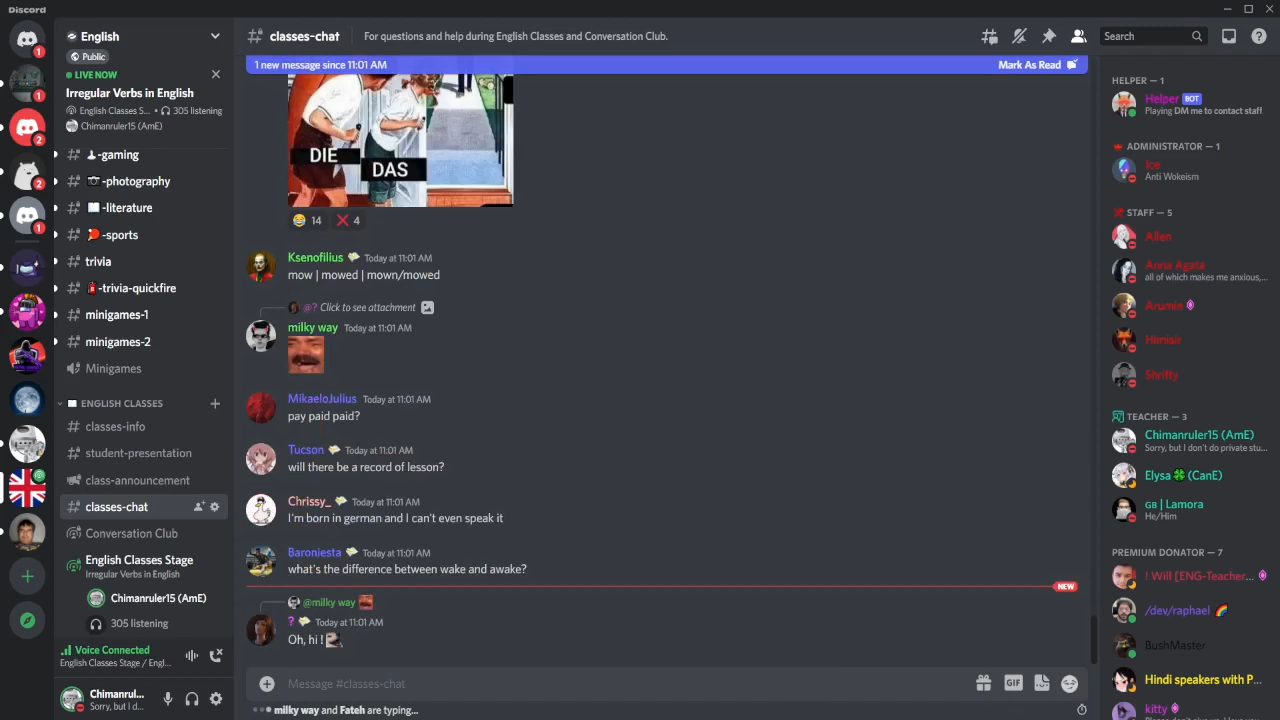 Discord
English
Public
LIVE NOW
Irregular Verbs in English
English Classes S... • 305 listening
Chimanruler15 (AmE)
-gaming
-photography
-literature
-sports
trivia
-trivia-quickfire
minigames-1
minigames-2
Minigames
ENGLISH CLASSES
classes-info
student-presentation
class-announcement
classes-chat
Conversation Club
English Classes Stage
Irregular Verbs in English
Chimanruler15 (AmE)
305 listening
Voice Connected
English Classes Stage / Engl...
Chimanrul...
Sorry, but I d...
1
1
2
2
1
classes-chat
For questions and help during English Classes and Conversation Club.
Search
1 new message since 11:01 AM
Mark As Read
DIE
DAS
14
4
Ksenofilius Today at 11:01 AM
mow | mowed | mown/mowed
@? Click to see attachment
milky way Today at 11:01 AM
MikaeloJulius Today at 11:01 AM
pay paid paid?
Tucson Today at 11:01 AM
will there be a record of lesson?
Chrissy_ Today at 11:01 AM
I'm born in german and I can't even speak it
Baroniesta Today at 11:01 AM
what's the difference between wake and awake?
NEW
@milky way
? Today at 11:01 AM
Oh, hi !
Message #classes-chat
GIF
milky way and Fateh are typing...
HELPER — 1
Helper BOT
Playing DM me to contact staff
ADMINISTRATOR — 1
Ice
Anti Wokeism
STAFF — 5
Allen
Anna Agata
all of which makes me anxious,...
Arumin
Himisir
Shrifty
TEACHER — 3
Chimanruler15 (AmE)
Sorry, but I don't do private stu...
Elysa (CanE)
GB | Lamora
He/Him
PREMIUM DONATOR — 7
! Will [ENG-Teacher...
/dev/raphael
BushMaster
Hindi speakers with P...
kitty